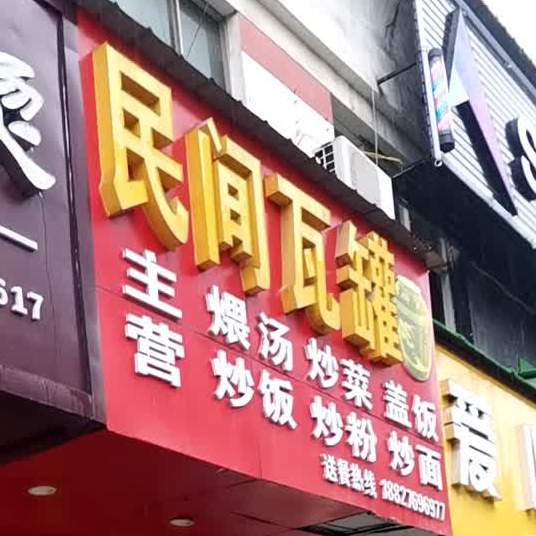 民间瓦罐
主营
煨汤 炒菜 盖饭
炒饭 炒粉 炒面
送餐热线 18827696977
617
爱